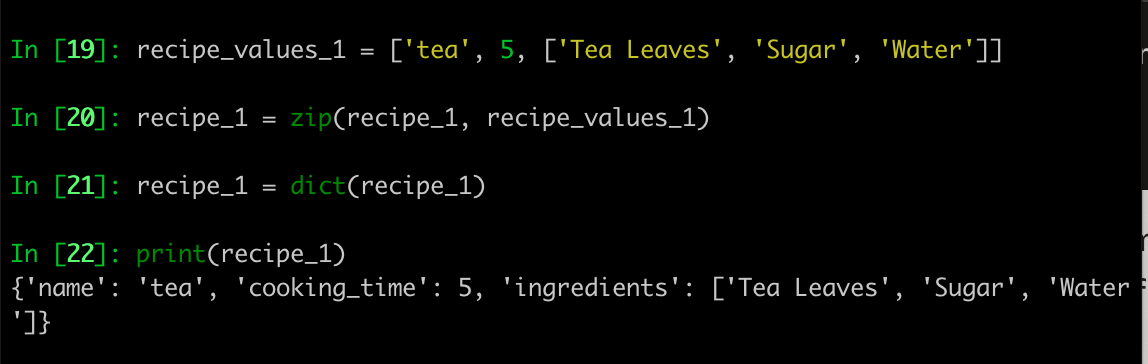 In [19]: recipe_values_1 = ['tea', 5, ['Tea Leaves', 'Sugar', 'Water']]
In [20]: recipe_1 = zip(recipe_1, recipe_values_1)
In [21]: recipe_1 = dict(recipe_1)
In [22]: print(recipe_1)
{'name': 'tea', 'cooking_time': 5, 'ingredients': ['Tea Leaves', 'Sugar', 'Water
']}